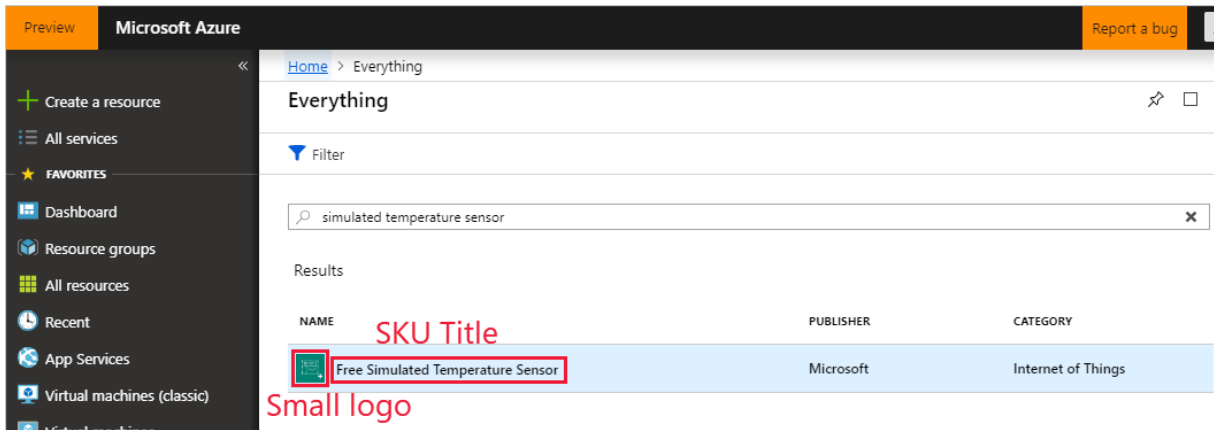 Preview Microsoft Azure Report a bug
«
Home > Everything
Everything
Create a resource
All services
FAVORITES
Dashboard
Resource groups
All resources
Recent
App Services
Virtual machines (classic)
Virtual machines
Filter
simulated temperature sensor
Results
NAME PUBLISHER CATEGORY
SKU Title
Free Simulated Temperature Sensor Microsoft Internet of Things
Small logo